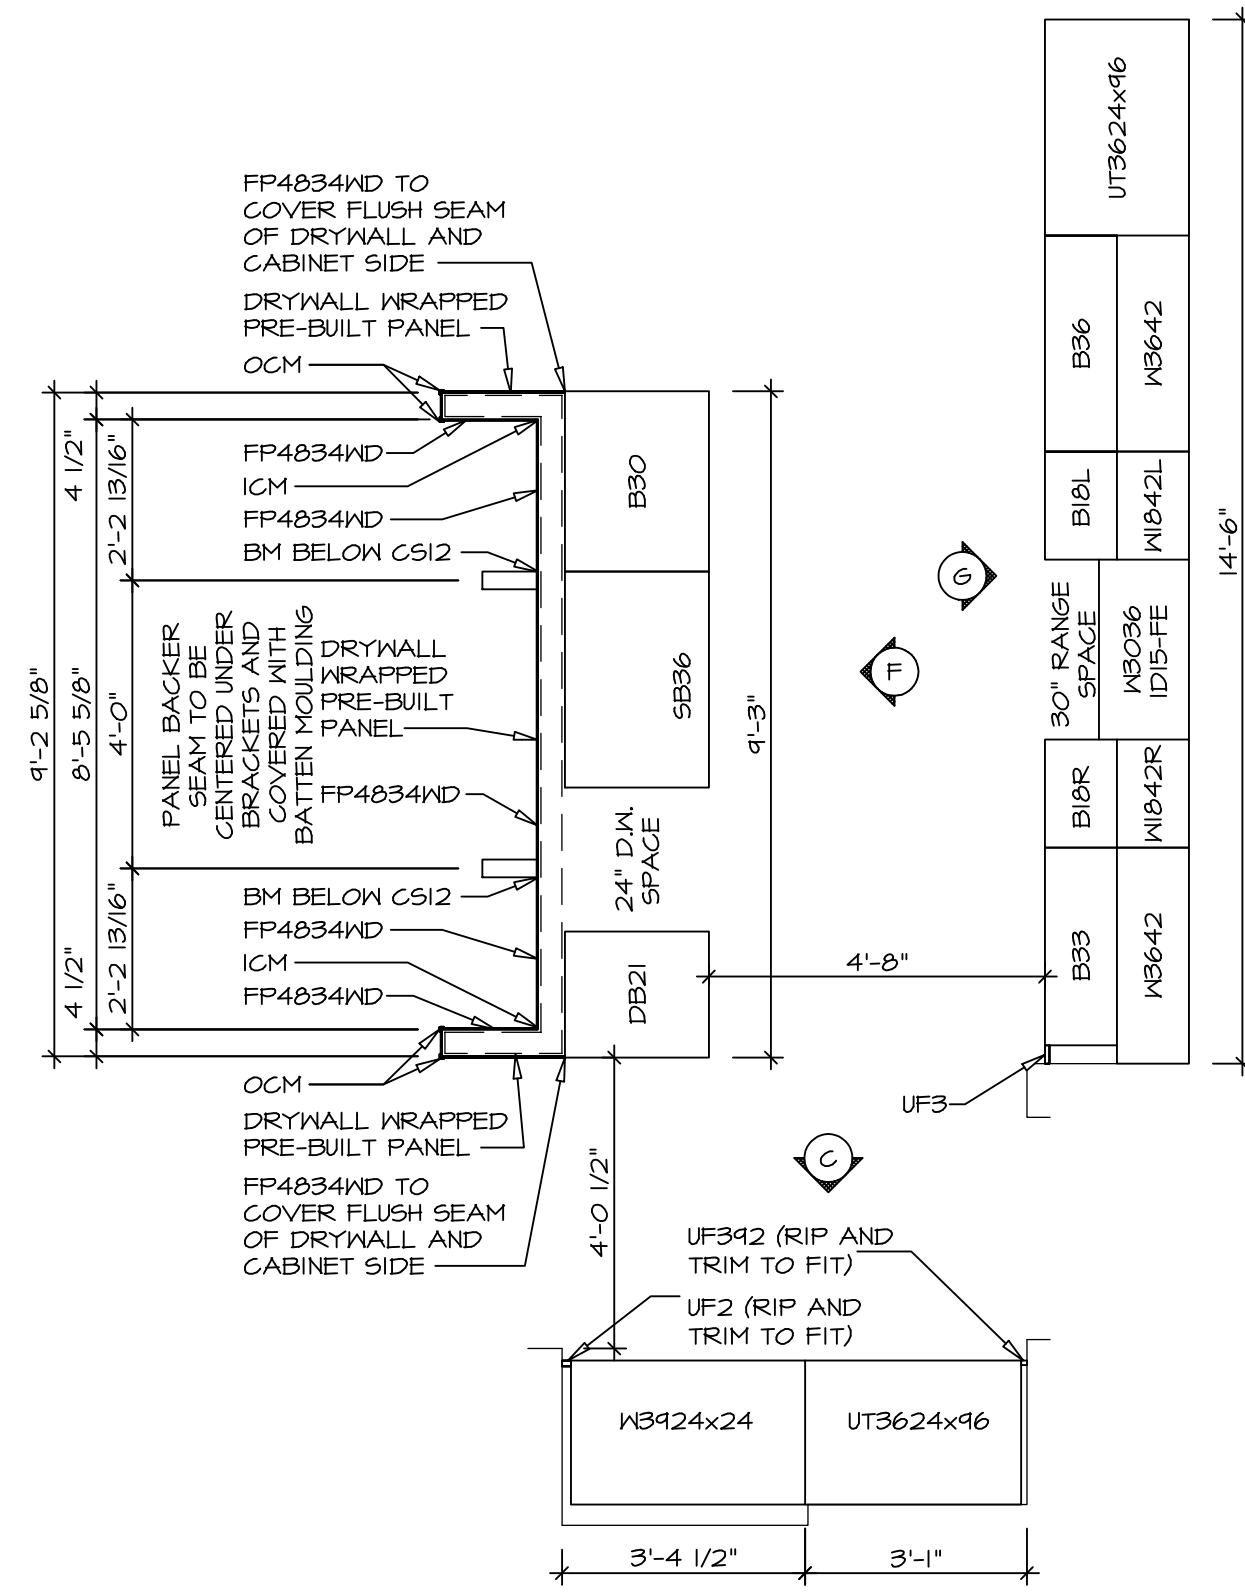 FP4834WD TO
COVER FLUSH SEAM
OF DRYWALL AND
CABINET SIDE
DRYWALL WRAPPED
PRE-BUILT PANEL
OCM
FP4834WD
ICM
FP4834WD
BM BELOW CS12
PANEL BACKER
SEAM TO BE
CENTERED UNDER
BRACKETS AND
COVERED WITH
BATTEN MOULDING
DRYWALL
WRAPPED
PRE-BUILT
PANEL
FP4834WD
BM BELOW CS12
FP4834WD
ICM
FP4834WD
OCM
DRYWALL WRAPPED
PRE-BUILT PANEL
FP4834WD TO
COVER FLUSH SEAM
OF DRYWALL AND
CABINET SIDE
9'-2 5/8"
4 1/2"
8'-5 5/8"
4 1/2"
2'-2 13/16"
4'-0"
2'-2 13/16"
B30
SB36
24" D.W.
SPACE
DB21
9'-3"
4'-8"
4'-0 1/2"
G
F
C
UT3624x96
B36
W3642
B18L
W1842L
30" RANGE
SPACE
W3036
1D15-FE
B18R
W1842R
B33
W3642
14'-6"
UF3
UF392 (RIP AND
TRIM TO FIT)
UF2 (RIP AND
TRIM TO FIT)
W3924x24
UT3624x96
3'-4 1/2"
3'-1"